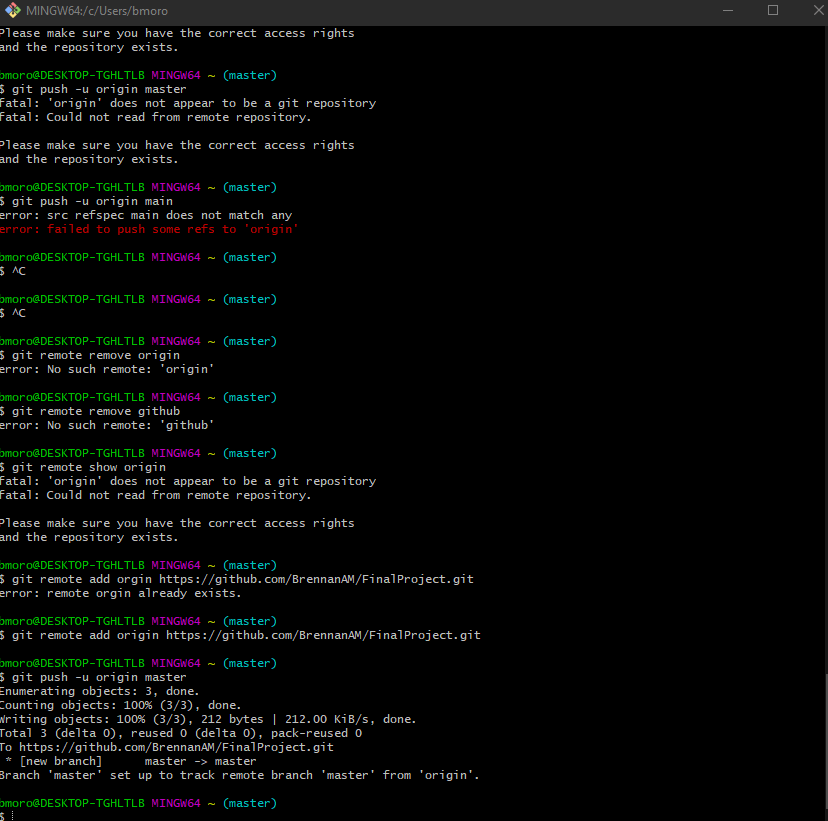 MINGW64:/c/Users/bmoro
Please make sure you have the correct access rights
and the repository exists.
bmoro@DESKTOP-TGHLTLB MINGW64 ~ (master)
$ git push -u origin master
fatal: 'origin' does not appear to be a git repository
fatal: Could not read from remote repository.
Please make sure you have the correct access rights
and the repository exists.
bmoro@DESKTOP-TGHLTLB MINGW64 ~ (master)
$ git push -u origin main
error: src refspec main does not match any
error: failed to push some refs to 'origin'
bmoro@DESKTOP-TGHLTLB MINGW64 ~ (master)
$ ^C
bmoro@DESKTOP-TGHLTLB MINGW64 ~ (master)
$ ^C
bmoro@DESKTOP-TGHLTLB MINGW64 ~ (master)
$ git remote remove origin
error: No such remote: 'origin'
bmoro@DESKTOP-TGHLTLB MINGW64 ~ (master)
$ git remote remove github
error: No such remote: 'github'
bmoro@DESKTOP-TGHLTLB MINGW64 ~ (master)
$ git remote show origin
fatal: 'origin' does not appear to be a git repository
fatal: Could not read from remote repository.
Please make sure you have the correct access rights
and the repository exists.
bmoro@DESKTOP-TGHLTLB MINGW64 ~ (master)
$ git remote add orgin https://github.com/BrennanAM/FinalProject.git
error: remote orgin already exists.
bmoro@DESKTOP-TGHLTLB MINGW64 ~ (master)
$ git remote add origin https://github.com/BrennanAM/FinalProject.git
bmoro@DESKTOP-TGHLTLB MINGW64 ~ (master)
$ git push -u origin master
Enumerating objects: 3, done.
Counting objects: 100% (3/3), done.
Writing objects: 100% (3/3), 212 bytes | 212.00 KiB/s, done.
Total 3 (delta 0), reused 0 (delta 0), pack-reused 0
To https://github.com/BrennanAM/FinalProject.git
 * [new branch]      master -> master
Branch 'master' set up to track remote branch 'master' from 'origin'.
bmoro@DESKTOP-TGHLTLB MINGW64 ~ (master)
$